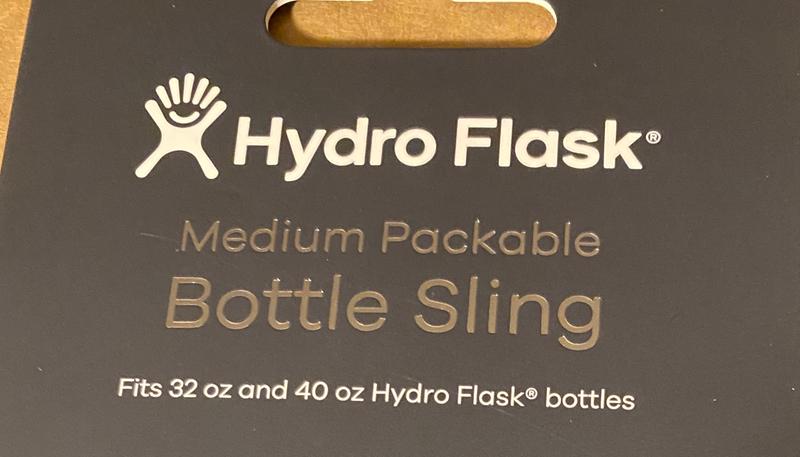 Hydro Flask®
Medium Packable
Bottle Sling
Fits 32 oz and 40 oz Hydro Flask® bottles